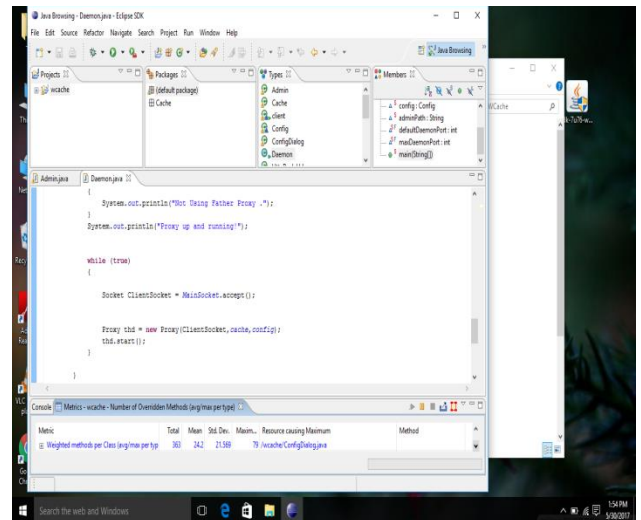 Java Browsing - Daemon.java - Eclipse SDK
File Edit Source Refactor Navigate Search Project Run Window Help
Java Browsing
Projects
Packages
Types
Members
wcache
(default package)
Cache
Admin
Cache
client
Config
ConfigDialog
Daemon
config : Config
adminPath : String
defaultDaemonPort : int
maxDaemonPort : int
main(String[])
WCache
Admin.java
Daemon.java
{
System.out.println("Not Using Father Proxy .");
}
System.out.println("Proxy up and running!");
while (true)
{
Socket ClientSocket = MainSocket.accept();
Proxy thd = new Proxy(ClientSocket,cache,config);
thd.start();
}
}
Console Metrics - wcache - Number of Overridden Methods (avg/max per type)
Metric Total Mean Std. Dev. Maxim... Resource causing Maximum Method
Weighted methods per Class (avg/max per typ 363 24.2 21.569 79 /wcache/ConfigDialog.java
Search the web and Windows
1:54 PM
5/30/2017